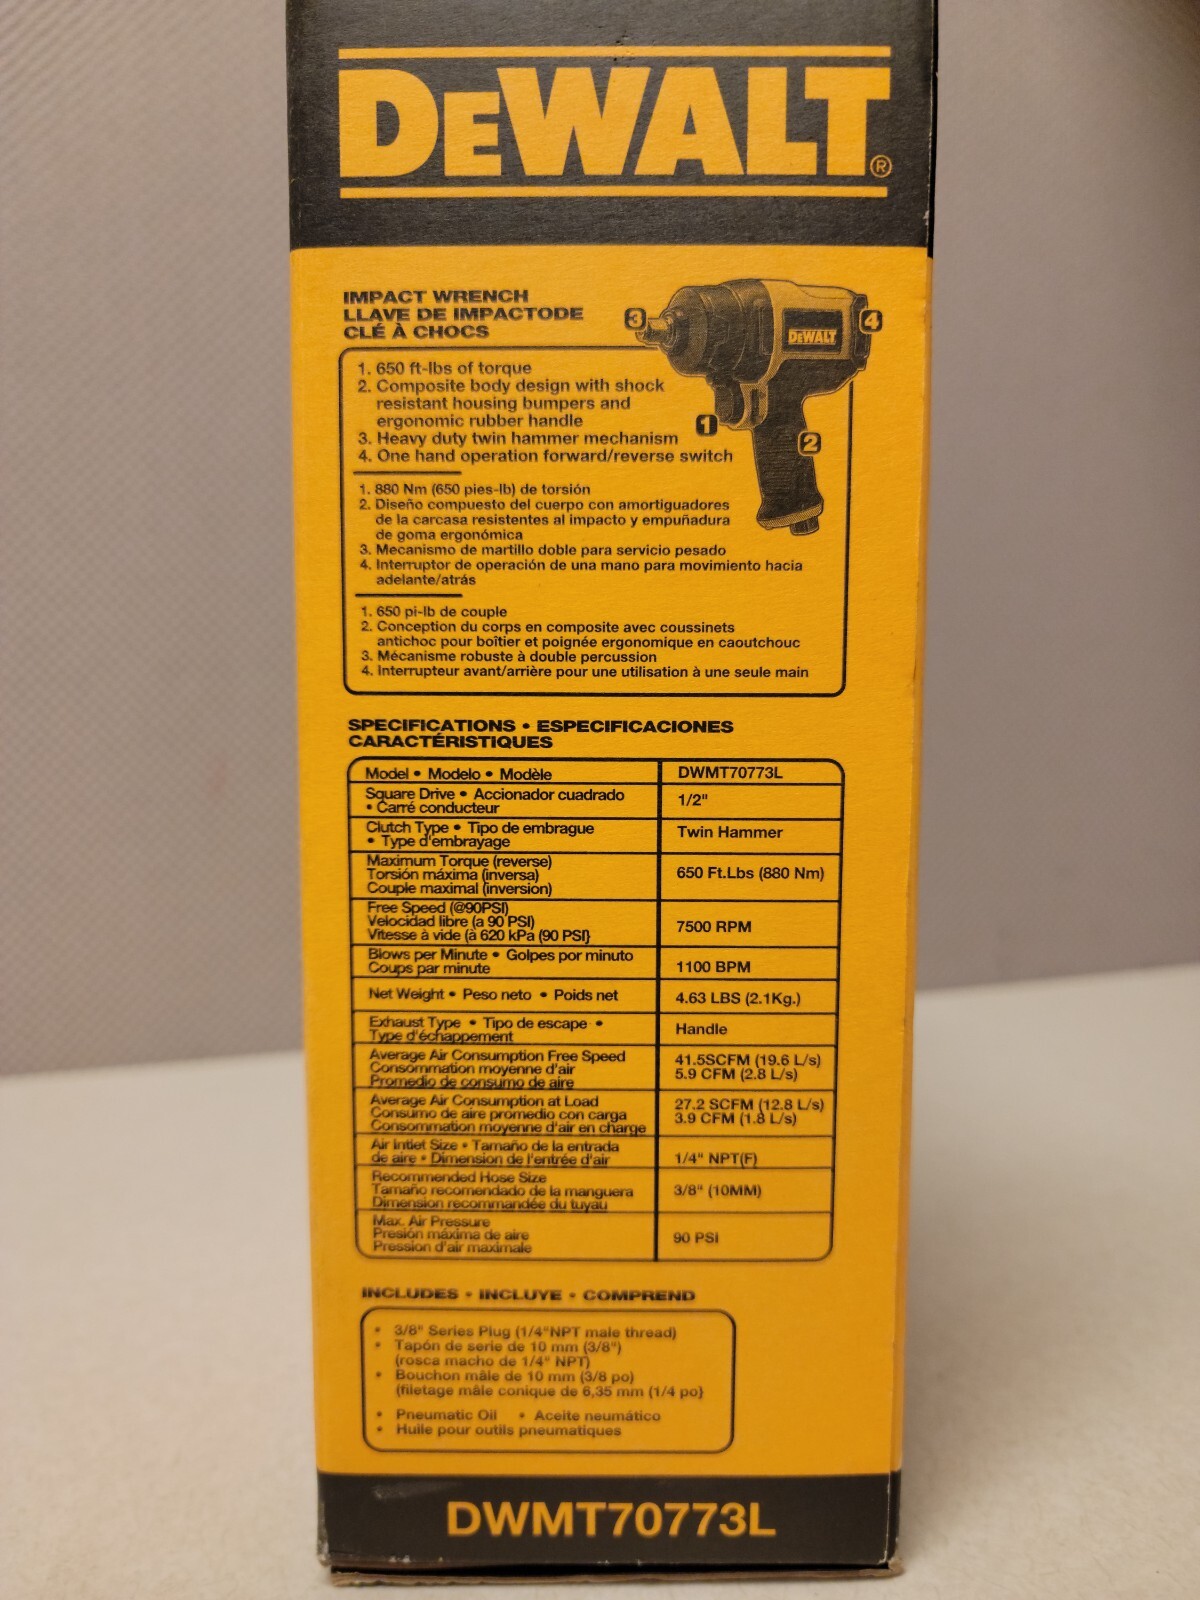 DEWALT®
IMPACT WRENCH
LLAVE DE IMPACTODE
CLÉ À CHOCS
3
4
DEWALT
1
2
1. 650 ft-lbs of torque
2. Composite body design with shock
resistant housing bumpers and
ergonomic rubber handle
3. Heavy duty twin hammer mechanism
4. One hand operation forward/reverse switch
1. 880 Nm (650 pies-lb) de torsión
2. Diseño compuesto del cuerpo con amortiguadores
de la carcasa resistentes al impacto y empuñadura
de goma ergonómica
3. Mecanismo de martillo doble para servicio pesado
4. Interruptor de operación de una mano para movimiento hacia
adelante/atrás
1. 650 pi-lb de couple
2. Conception du corps en composite avec coussinets
antichoc pour boîtier et poignée ergonomique en caoutchouc
3. Mécanisme robuste à double percussion
4. Interrupteur avant/arrière pour une utilisation à une seule main
SPECIFICATIONS • ESPECIFICACIONES
CARACTÉRISTIQUES
Model • Modelo • Modèle
DWMT70773L
Square Drive • Accionador cuadrado
• Carré conducteur
1/2"
Clutch Type • Tipo de embrague
• Type d'embrayage
Twin Hammer
Maximum Torque (reverse)
Torsión máxima (inversa)
Couple maximal (inversion)
650 Ft.Lbs (880 Nm)
Free Speed (@90PSI)
Velocidad libre (a 90 PSI)
Vitesse à vide (à 620 kPa (90 PSI}
7500 RPM
Blows per Minute • Golpes por minuto
Coups par minute
1100 BPM
Net Weight • Peso neto • Poids net
4.63 LBS (2.1Kg.)
Exhaust Type • Tipo de escape •
Type d'échappement
Handle
Average Air Consumption Free Speed
Consommation moyenne d'air
Promedio de consumo de aire
41.5SCFM (19.6 L/s)
5.9 CFM (2.8 L/s)
Average Air Consumption at Load
Consumo de aire promedio con carga
Consommation moyenne d'air en charge
27.2 SCFM (12.8 L/s)
3.9 CFM (1.8 L/s)
Air Intlet Size • Tamaño de la entrada
de aire • Dimension de l'entrée d'air
1/4" NPT(F)
Recommended Hose Size
Tamaño recomendado de la manguera
Dimension recommandée du tuyau
3/8" (10MM)
Max. Air Pressure
Presión máxima de aire
Pression d'air maximale
90 PSI
INCLUDES • INCLUYE • COMPREND
• 3/8" Series Plug (1/4"NPT male thread)
• Tapón de serie de 10 mm (3/8")
(rosca macho de 1/4" NPT)
• Bouchon mâle de 10 mm (3/8 po)
(filetage mâle conique de 6,35 mm (1/4 po}
• Pneumatic Oil • Aceite neumático
• Huile pour outils pneumatiques
DWMT70773L